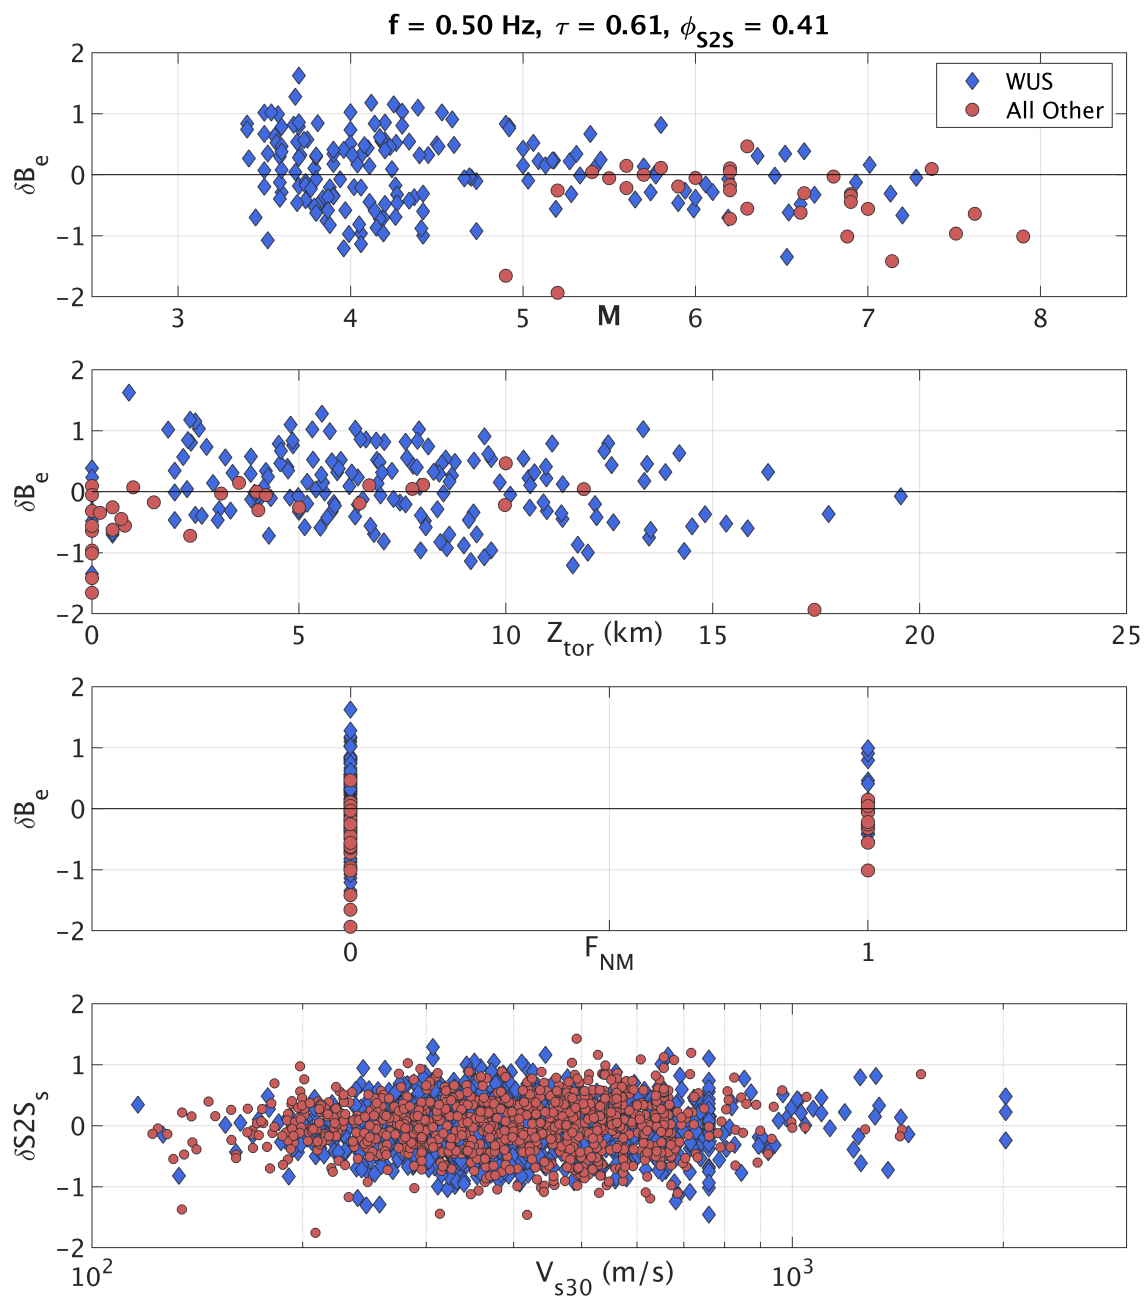 f = 0.50 Hz, τ = 0.61, ϕS2S = 0.41
2
1
0
-1
-2
δBe
WUS
All Other
3 4 5 6 7 8
M
2
1
0
-1
-2
δBe
0 5 10 15 20 25
Ztor (km)
2
1
0
-1
-2
δBe
0 1
FNM
2
1
0
-1
-2
δS2Ss
10^2 10^3
Vs30 (m/s)